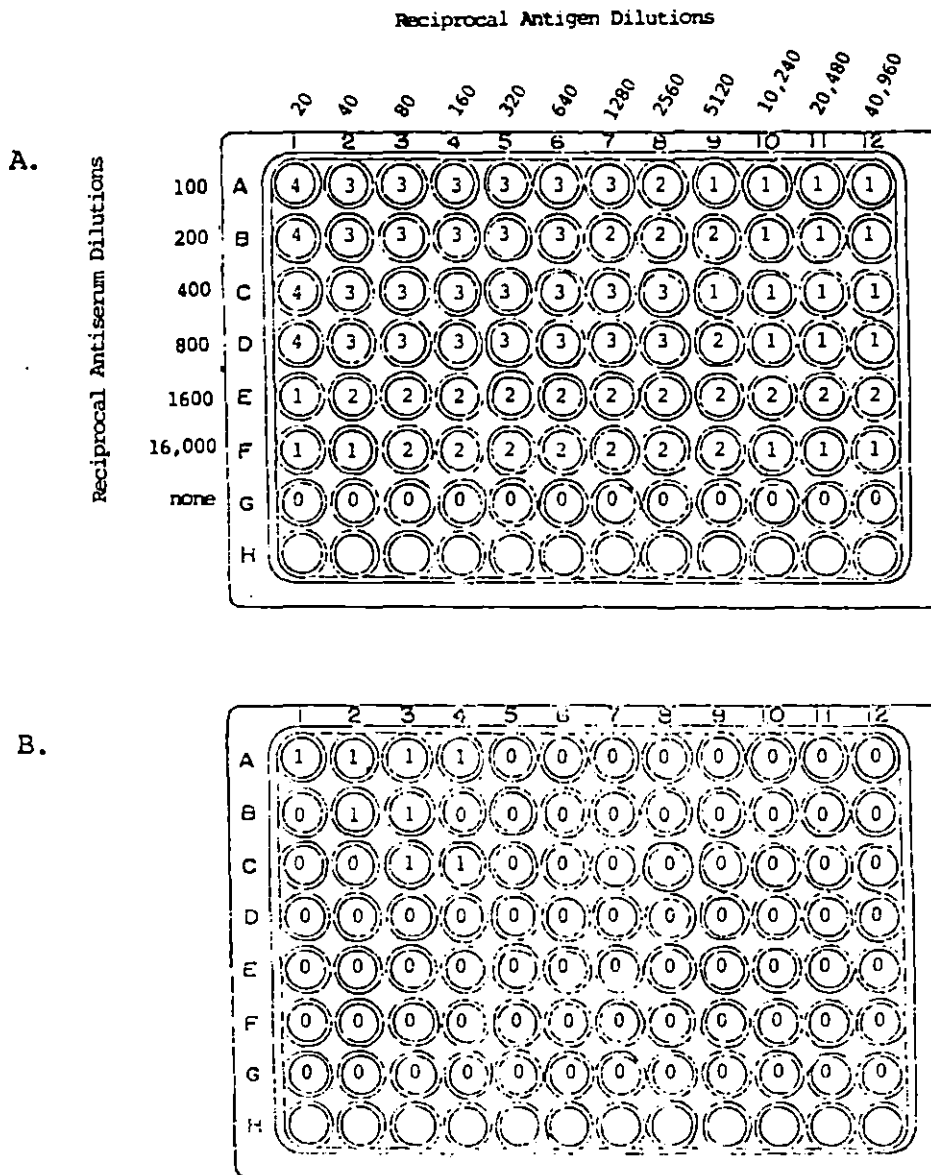 Reciprocal Antigen Dilutions
20 40 80 160 320 640 1280 2560 5120 10,240 20,480 40,960
A.
Reciprocal Antiserum Dilutions
1 2 3 4 5 6 7 8 9 10 11 12
100 A 4 3 3 3 3 3 3 2 1 1 1 1
200 B 4 3 3 3 3 3 2 2 2 1 1 1
400 C 4 3 3 3 3 3 3 3 1 1 1 1
800 D 4 3 3 3 3 3 3 3 2 1 1 1
1600 E 1 2 2 2 2 2 2 2 2 2 2 2
16,000 F 1 1 2 2 2 2 2 2 2 1 1 1
none G 0 0 0 0 0 0 0 0 0 0 0 0
H
B.
1 2 3 4 5 6 7 8 9 10 11 12
A 1 1 1 1 0 0 0 0 0 0 0 0
B 0 1 1 0 0 0 0 0 0 0 0 0
C 0 0 1 1 0 0 0 0 0 0 0 0
D 0 0 0 0 0 0 0 0 0 0 0 0
E 0 0 0 0 0 0 0 0 0 0 0 0
F 0 0 0 0 0 0 0 0 0 0 0 0
G 0 0 0 0 0 0 0 0 0 0 0 0
H